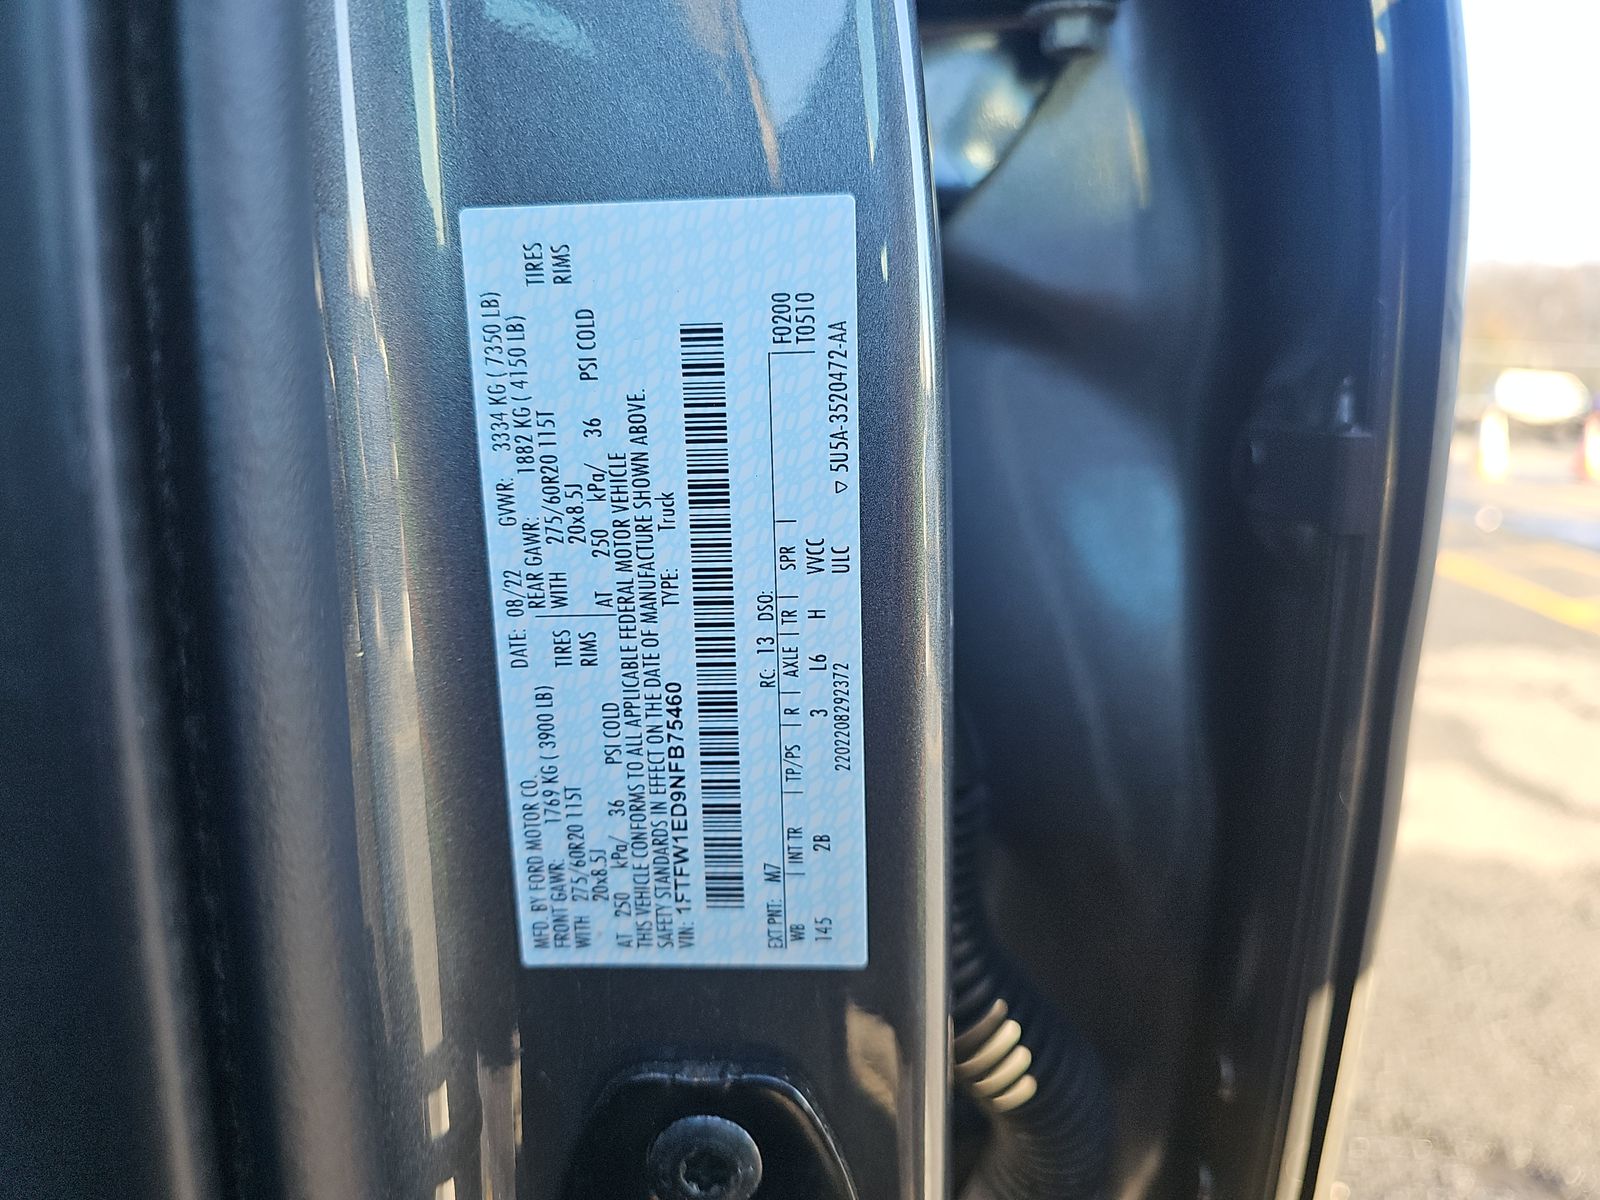 MFD. BY FORD MOTOR CO. DATE: 08/22 GVWR: 3334 KG ( 7350 LB)
FRONT GAWR: 1769 KG ( 3900 LB) REAR GAWR: 1882 KG ( 4150 LB)
WITH 275/60R20 115T TIRES WITH 275/60R20 115T TIRES
20x8.5J RIMS 20x8.5J RIMS
AT 250 kPa/ 36 PSI COLD AT 250 kPa/ 36 PSI COLD
THIS VEHICLE CONFORMS TO ALL APPLICABLE FEDERAL MOTOR VEHICLE
SAFETY STANDARDS IN EFFECT ON THE DATE OF MANUFACTURE SHOWN ABOVE.
VIN: 1FTFW1ED9NFB75460 TYPE: Truck
EXT PNT: M7 RC: 13 DSO: F0200
WB INT TR TP/PS R AXLE TR SPR T0510
145 2B 3 L6 H VVCC
2202208292372 ULC ▽ 5U5A-3520472-AA